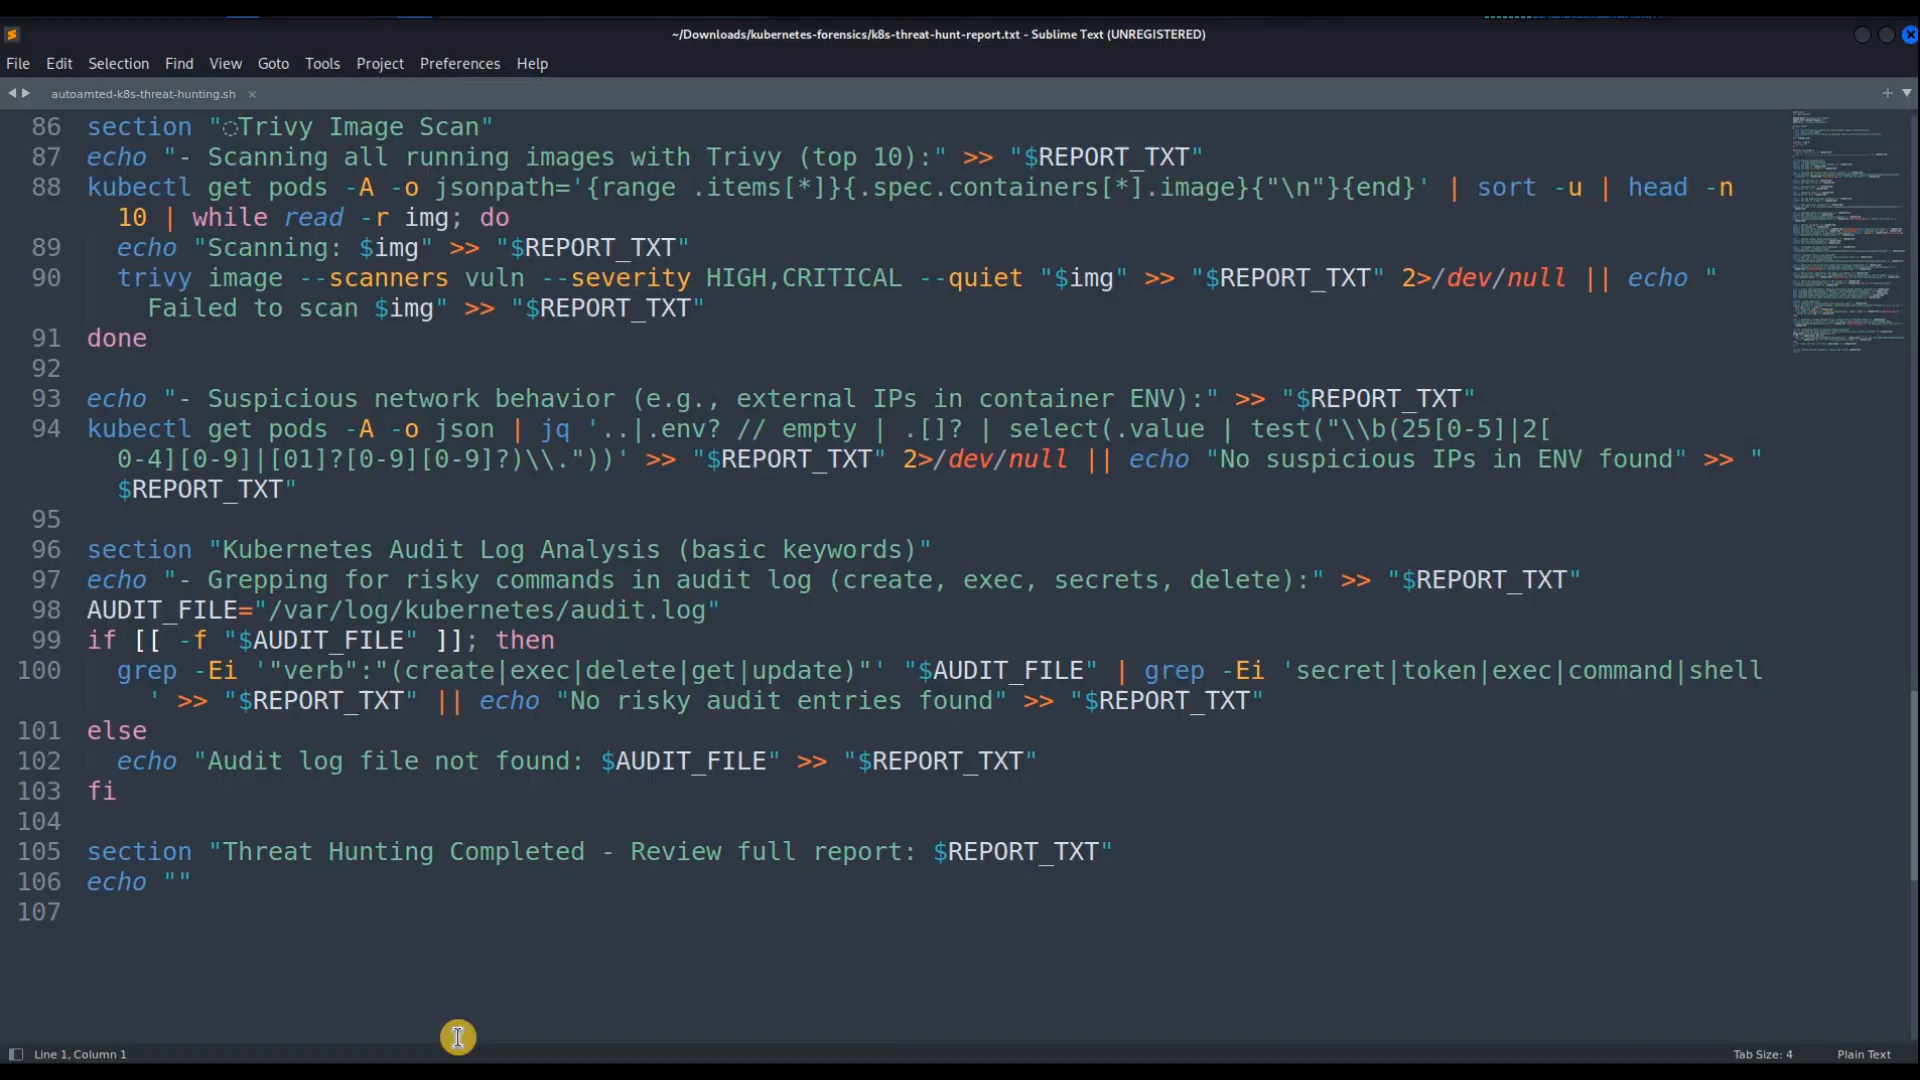 ~/Downloads/kubernetes-forensics/k8s-threat-hunt-report.txt - Sublime Text (UNREGISTERED)
File Edit Selection Find View Goto Tools Project Preferences Help
autoamted-k8s-threat-hunting.sh
86 section "◌Trivy Image Scan"
87 echo "- Scanning all running images with Trivy (top 10):" >> "$REPORT_TXT"
88 kubectl get pods -A -o jsonpath='{range .items[*]}{.spec.containers[*].image}{"\n"}{end}' | sort -u | head -n
10 | while read -r img; do
89 echo "Scanning: $img" >> "$REPORT_TXT"
90 trivy image --scanners vuln --severity HIGH,CRITICAL --quiet "$img" >> "$REPORT_TXT" 2>/dev/null || echo "
Failed to scan $img" >> "$REPORT_TXT"
91 done
92
93 echo "- Suspicious network behavior (e.g., external IPs in container ENV):" >> "$REPORT_TXT"
94 kubectl get pods -A -o json | jq '..|.env? // empty | .[]? | select(.value | test("\\b(25[0-5]|2[
0-4][0-9]|[01]?[0-9][0-9]?)\\."))' >> "$REPORT_TXT" 2>/dev/null || echo "No suspicious IPs in ENV found" >> "
$REPORT_TXT"
95
96 section "Kubernetes Audit Log Analysis (basic keywords)"
97 echo "- Grepping for risky commands in audit log (create, exec, secrets, delete):" >> "$REPORT_TXT"
98 AUDIT_FILE="/var/log/kubernetes/audit.log"
99 if [[ -f "$AUDIT_FILE" ]]; then
100 grep -Ei '"verb":"(create|exec|delete|get|update)"' "$AUDIT_FILE" | grep -Ei 'secret|token|exec|command|shell
' >> "$REPORT_TXT" || echo "No risky audit entries found" >> "$REPORT_TXT"
101 else
102 echo "Audit log file not found: $AUDIT_FILE" >> "$REPORT_TXT"
103 fi
104
105 section "Threat Hunting Completed - Review full report: $REPORT_TXT"
106 echo ""
107
Line 1, Column 1 Tab Size: 4 Plain Text